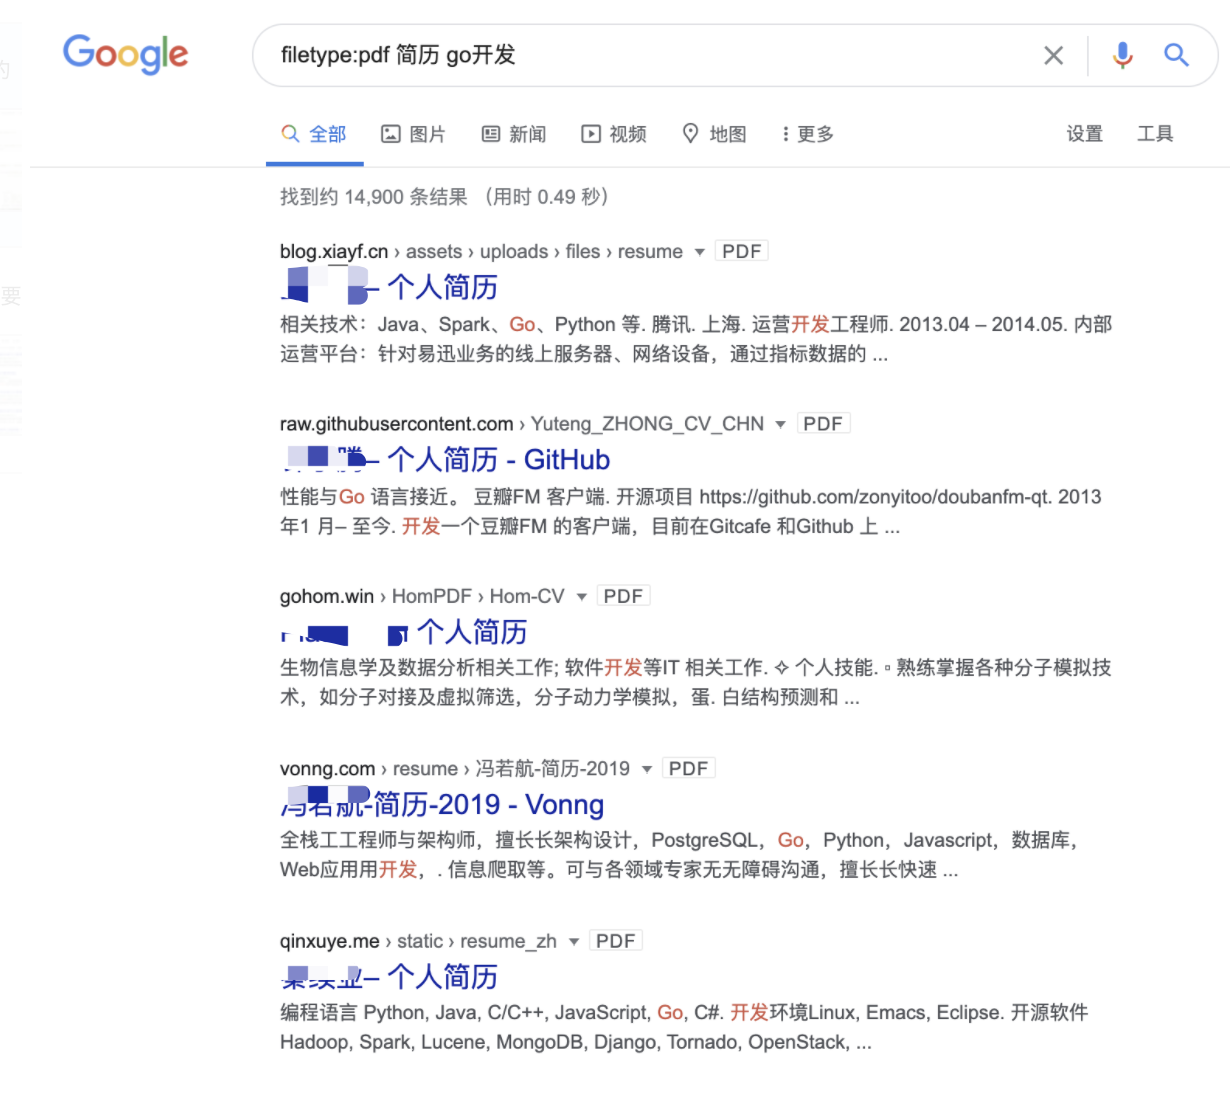 Google
filetype:pdf 简历 go开发
全部 图片 新闻 视频 地图 更多 设置 工具
找到约 14,900 条结果 （用时 0.49 秒）
blog.xiayf.cn › assets › uploads › files › resume PDF
– 个人简历
相关技术：Java、Spark、Go、Python 等. 腾讯. 上海. 运营开发工程师. 2013.04 – 2014.05. 内部
运营平台：针对易迅业务的线上服务器、网络设备，通过指标数据的 ...
raw.githubusercontent.com › Yuteng_ZHONG_CV_CHN PDF
– 个人简历 - GitHub
性能与Go 语言接近。 豆瓣FM 客户端. 开源项目 https://github.com/zonyitoo/doubanfm-qt. 2013
年1 月– 至今. 开发一个豆瓣FM 的客户端，目前在Gitcafe 和Github 上 ...
gohom.win › HomPDF › Hom-CV PDF
个人简历
生物信息学及数据分析相关工作; 软件开发等IT 相关工作. ✧ 个人技能. ▫ 熟练掌握各种分子模拟技
术，如分子对接及虚拟筛选，分子动力学模拟，蛋. 白结构预测和 ...
vonng.com › resume › 冯若航-简历-2019 PDF
-简历-2019 - Vonng
全栈工工程师与架构师，擅长长架构设计，PostgreSQL，Go，Python，Javascript，数据库，
Web应用用开发，. 信息爬取等。可与各领域专家无无障碍沟通，擅长长快速 ...
qinxuye.me › static › resume_zh PDF
– 个人简历
编程语言 Python, Java, C/C++, JavaScript, Go, C#. 开发环境Linux, Emacs, Eclipse. 开源软件
Hadoop, Spark, Lucene, MongoDB, Django, Tornado, OpenStack, ...